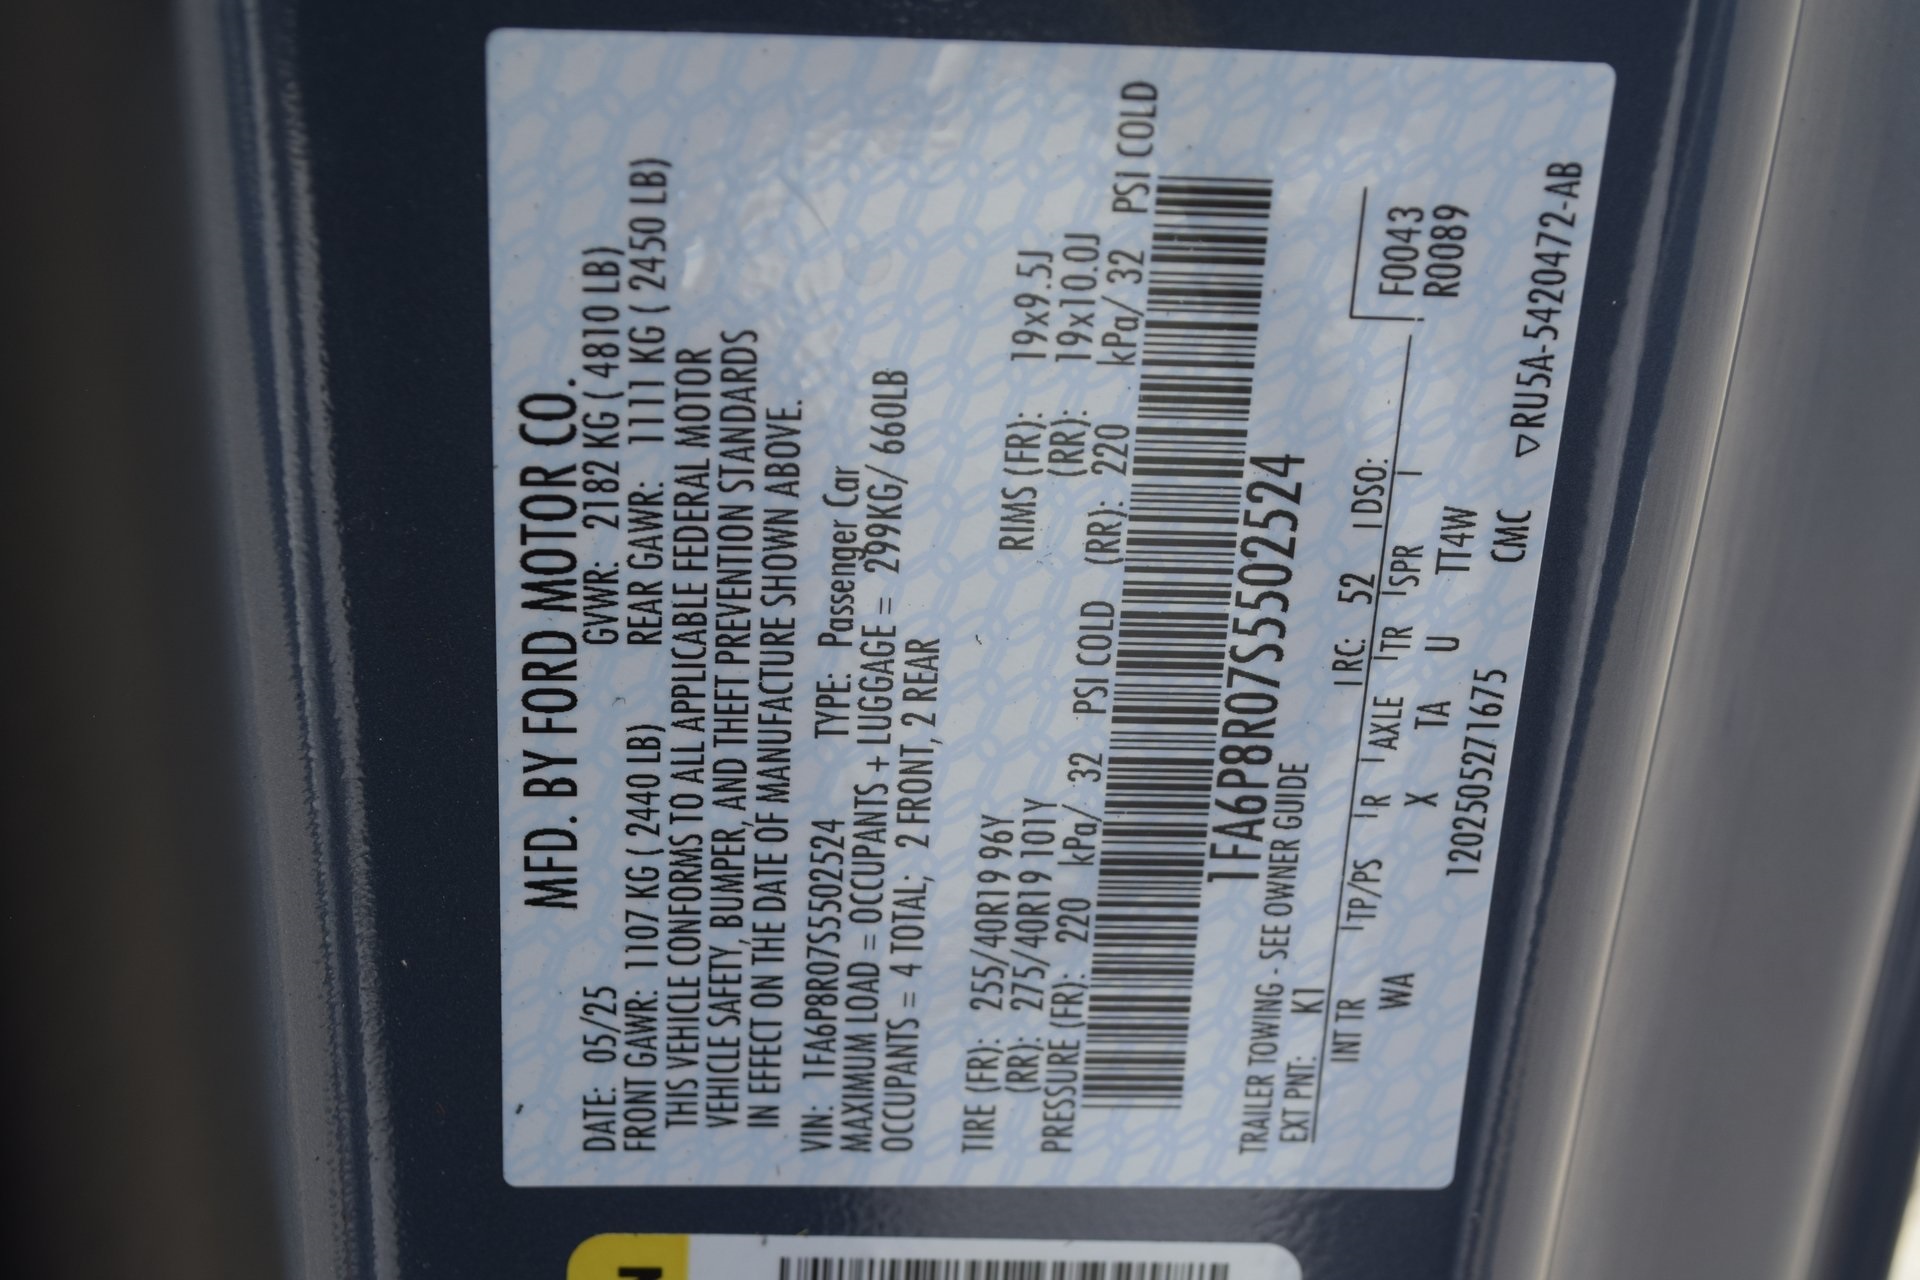 MFD. BY FORD MOTOR CO.
DATE: 05/25 GVWR: 2182 KG ( 4810 LB)
FRONT GAWR: 1107 KG ( 2440 LB) REAR GAWR: 1111 KG ( 2450 LB)
THIS VEHICLE CONFORMS TO ALL APPLICABLE FEDERAL MOTOR
VEHICLE SAFETY, BUMPER, AND THEFT PREVENTION STANDARDS
IN EFFECT ON THE DATE OF MANUFACTURE SHOWN ABOVE.
VIN: 1FA6P8R07S5502524 TYPE: Passenger Car
MAXIMUM LOAD = OCCUPANTS + LUGGAGE = 299KG/ 660LB
OCCUPANTS = 4 TOTAL; 2 FRONT, 2 REAR
TIRE (FR): 255/40R19 96Y RIMS (FR): 19x9.5J
(RR): 275/40R19 101Y (RR): 19x10.0J
PRESSURE (FR): 220 kPa/ 32 PSI COLD (RR): 220 kPa/ 32 PSI COLD
1FA6P8R07S5502524
TRAILER TOWING - SEE OWNER GUIDE
EXT PNT: K1 RC: 52 DSO:
INT TR TP/PS R AXLE TR SPR
WA X TA U TT4W
F0043
R0089
1202505271675 CMC
▽RU5A-5420472-AB
N